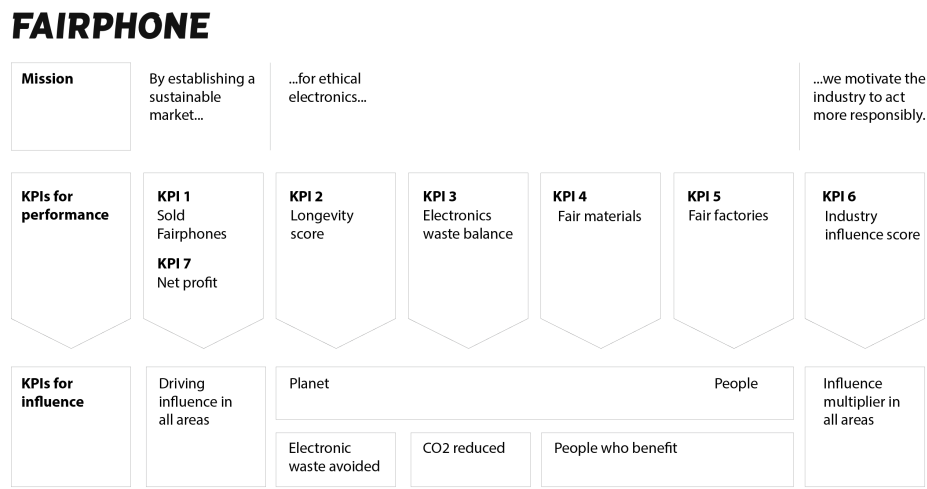 FAIRPHONE
Mission
By establishing a
sustainable
market...
...for ethical
electronics...
...we motivate the
industry to act
more responsibly.
KPIs for
performance
KPI 1
Sold
Fairphones
KPI 7
Net profit
KPI 2
Longevity
score
KPI 3
Electronics
waste balance
KPI 4
Fair materials
KPI 5
Fair factories
KPI 6
Industry
influence score
KPIs for
influence
Driving
influence in
all areas
Planet
People
Electronic
waste avoided
CO2 reduced
People who benefit
Influence
multiplier in
all areas